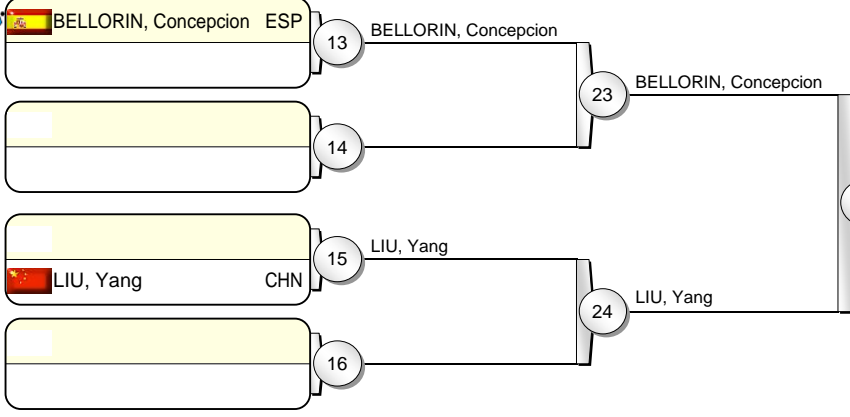 BELLORIN, Concepcion ESP
13
BELLORIN, Concepcion
23
BELLORIN, Concepcion
14
15
LIU, Yang
LIU, Yang CHN
24
LIU, Yang
16